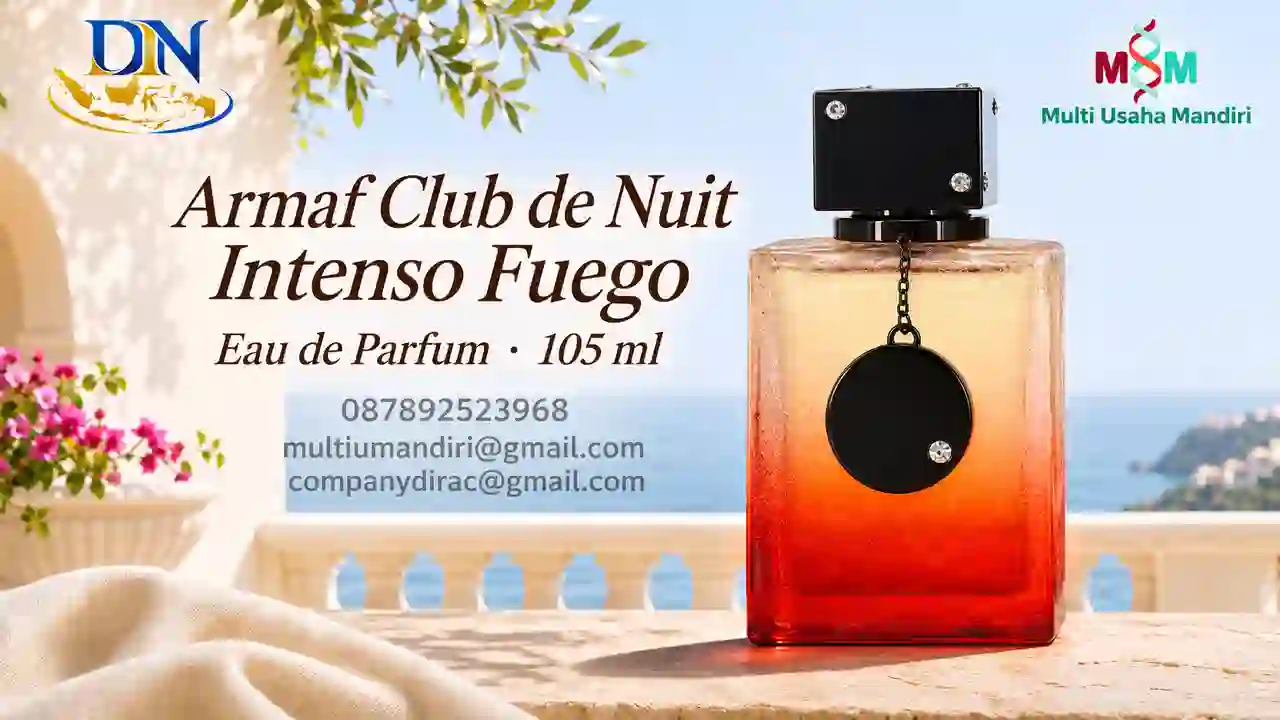 DN
M M
Multi Usaha Mandiri
Armaf Club de Nuit
Intenso Fuego
Eau de Parfum · 105 ml
087892523968
multiumandiri@gmail.com
companydirac@gmail.com